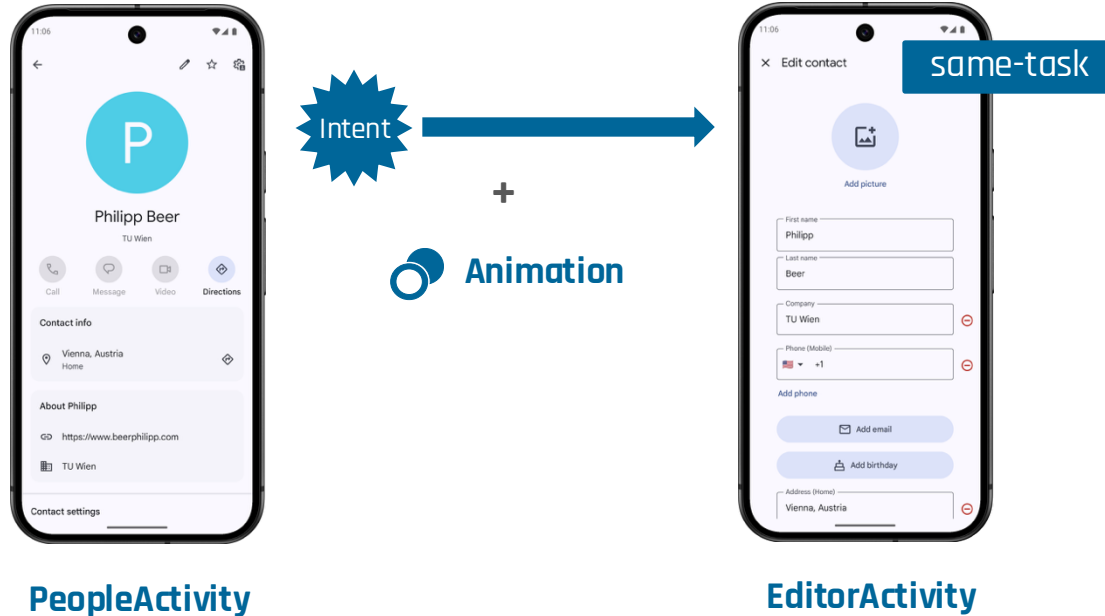 11:06
P
Philipp Beer
TU Wien
Call Message Video Directions
Contact info
Vienna, Austria
Home
About Philipp
https://www.beerphilipp.com
TU Wien
Contact settings
PeopleActivity
Intent
+
Animation
11:06
same-task
Edit contact
Add picture
First name
Philipp
Last name
Beer
Company
TU Wien
Phone (Mobile)
+1
Add phone
Add email
Add birthday
Address (Home)
Vienna, Austria
EditorActivity